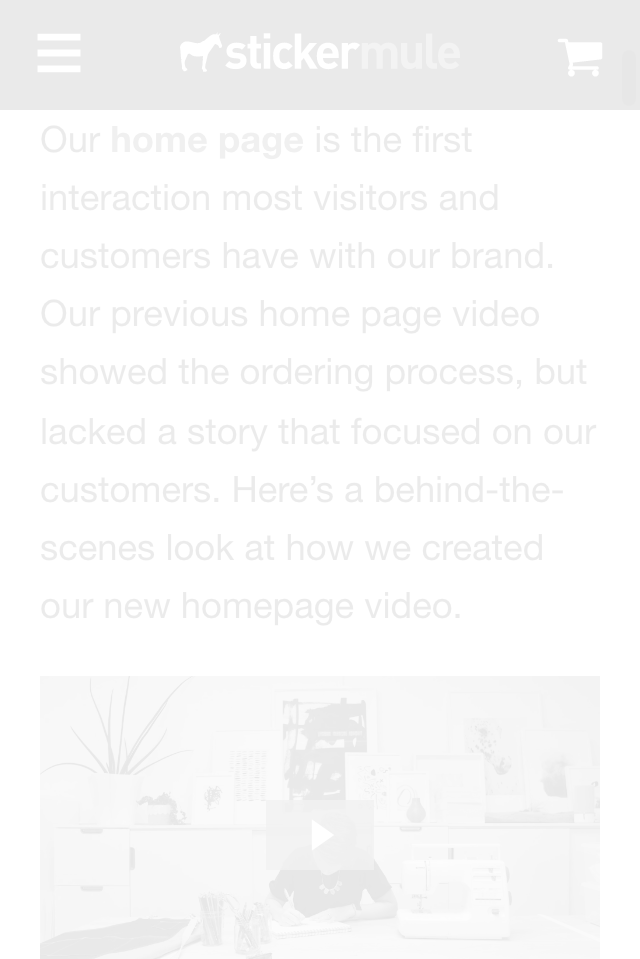 stickermule
Our home page is the first
interaction most visitors and
customers have with our brand.
Our previous home page video
showed the ordering process, but
lacked a story that focused on our
customers. Here’s a behind-the-
scenes look at how we created
our new homepage video.